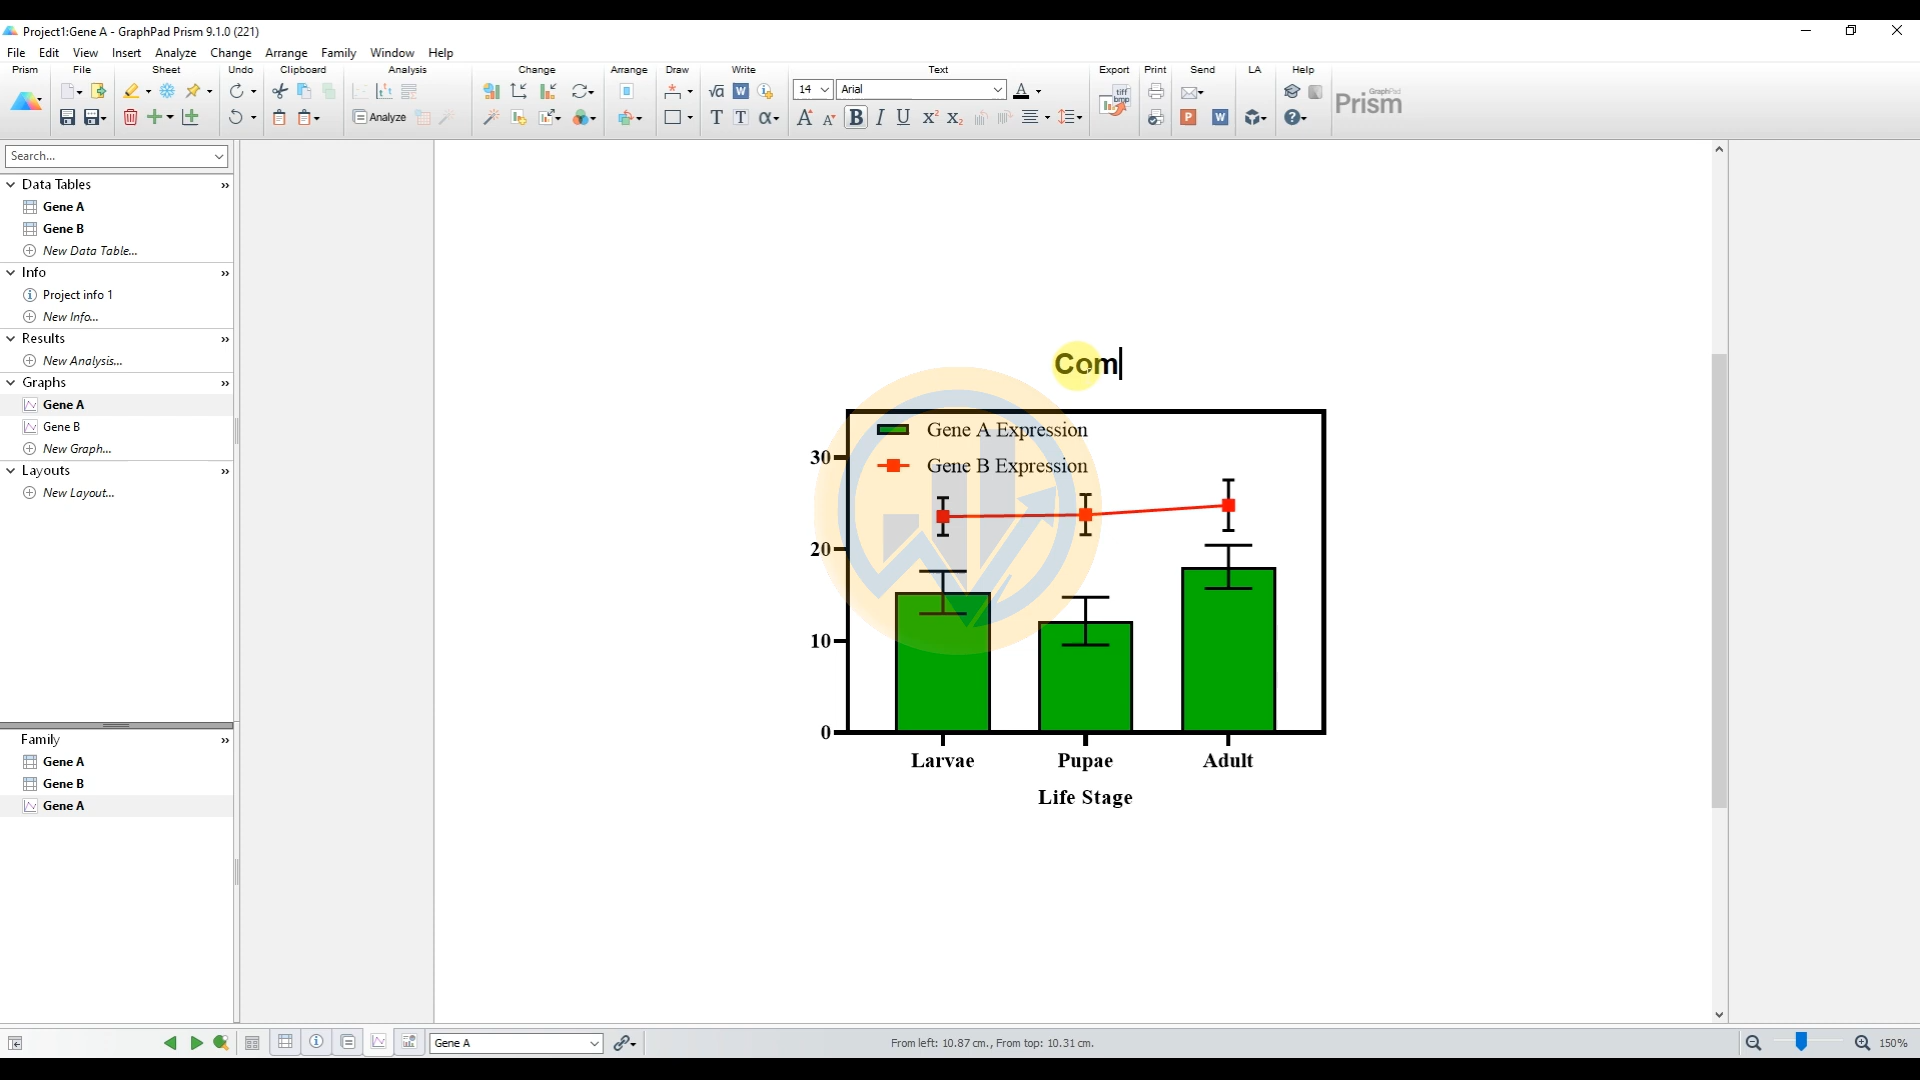 Project1:Gene A - GraphPad Prism 9.1.0 (221)
File Edit View Insert Analyze Change Arrange Family Window Help
Prism File Sheet Undo Clipboard Analysis Change Arrange Draw Write Text Export Print Send LA Help
14 Arial A
tiff
bmp
GraphPad
Prism
Analyze
Search...
Data Tables
Gene A
Gene B
New Data Table...
Info
Project info 1
New Info...
Results
New Analysis...
Graphs
Gene A
Gene B
New Graph...
Layouts
New Layout...
Family
Gene A
Gene B
Gene A
Com
Gene A Expression
Gene B Expression
30
20
10
0
Larvae Pupae Adult
Life Stage
Gene A
From left: 10.87 cm., From top: 10.31 cm.
150%